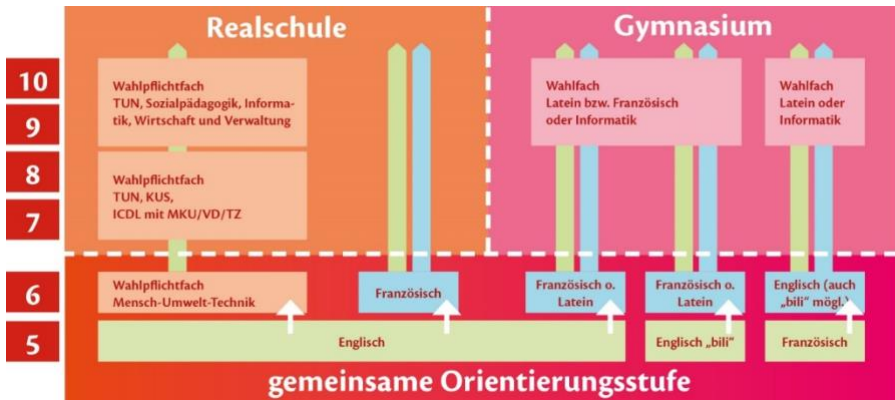 Realschule
Gymnasium
10
9
8
7
6
5
Wahlpflichtfach
TUN, Sozialpädagogik, Informa-
tik, Wirtschaft und Verwaltung
Wahlfach
Latein bzw. Französisch
oder Informatik
Wahlfach
Latein oder
Informatik
Wahlpflichtfach
TUN, KUS,
ICDL mit MKU/VD/TZ
Wahlpflichtfach
Mensch-Umwelt-Technik
Französisch
Französisch o.
Latein
Französisch o.
Latein
Englisch (auch
„bili“ mögl.)
Englisch
Englisch „bili“
Französisch
gemeinsame Orientierungsstufe